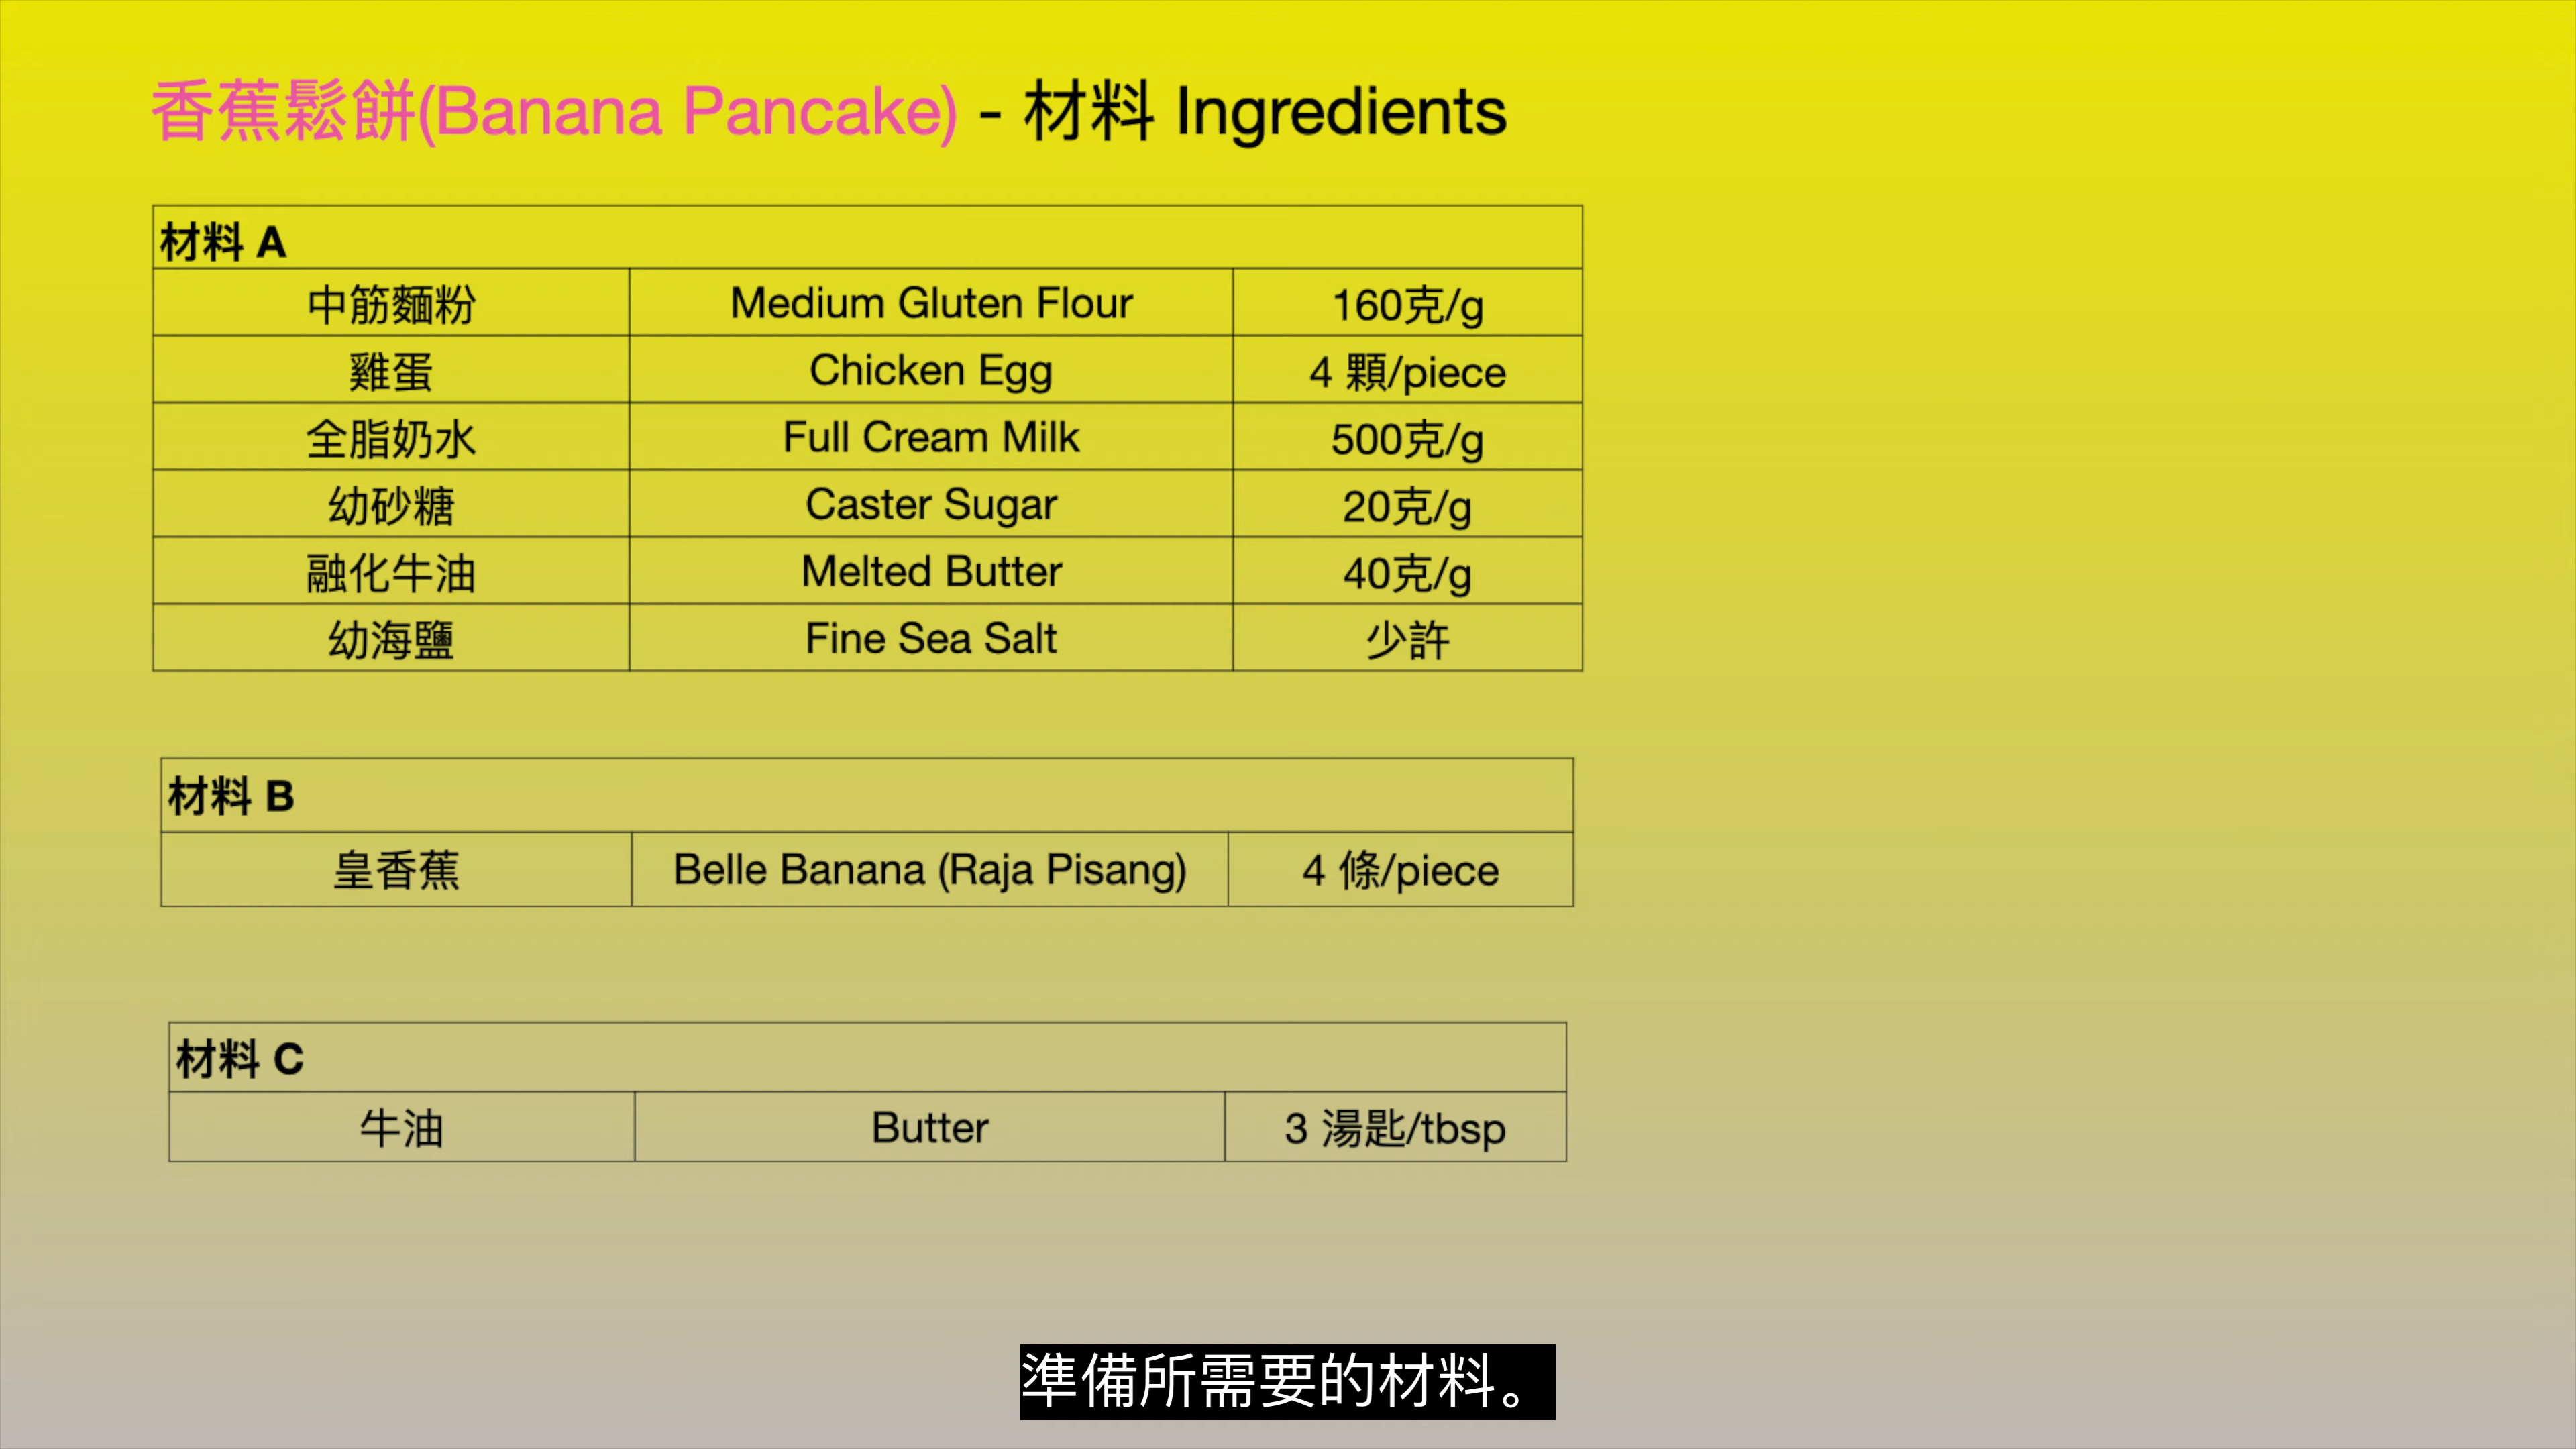 香蕉鬆餅(Banana Pancake) - 材料 Ingredients
材料 A
中筋麵粉 Medium Gluten Flour 160克/g
雞蛋 Chicken Egg 4 顆/piece
全脂奶水 Full Cream Milk 500克/g
幼砂糖 Caster Sugar 20克/g
融化牛油 Melted Butter 40克/g
幼海鹽 Fine Sea Salt 少許
材料 B
皇香蕉 Belle Banana (Raja Pisang) 4 條/piece
材料 C
牛油 Butter 3 湯匙/tbsp
準備所需要的材料。